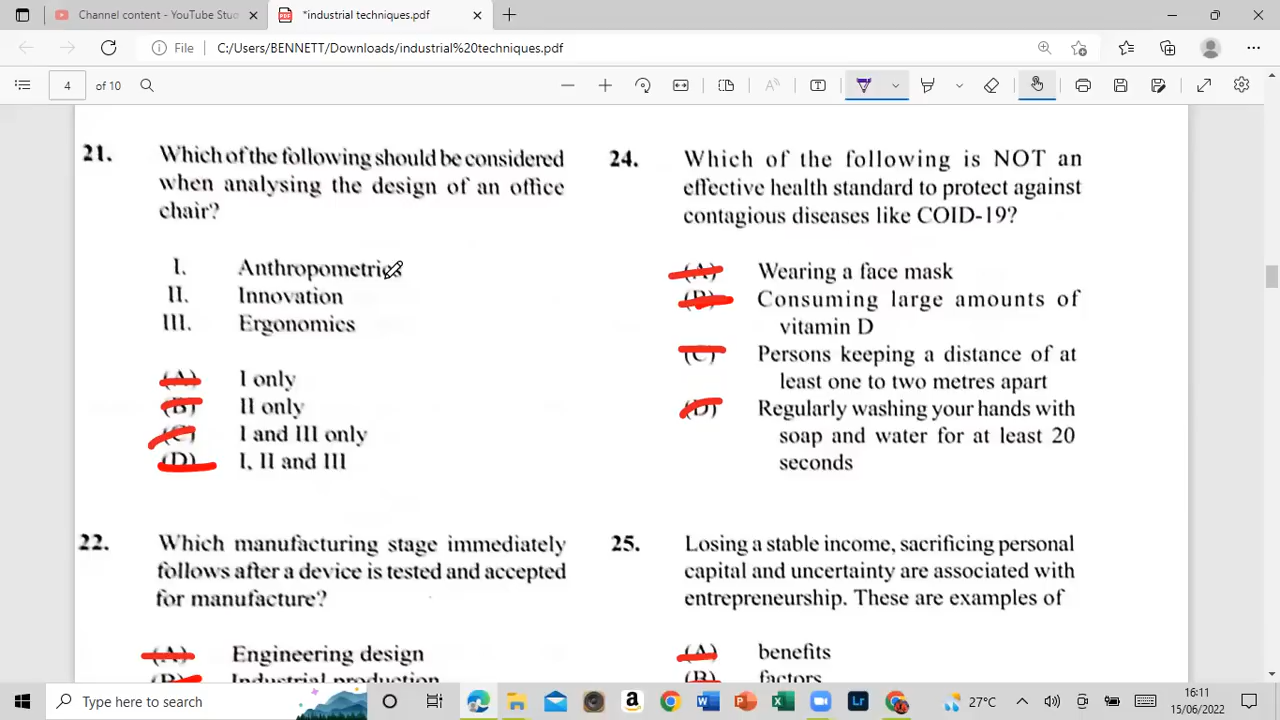 Channel content - YouTube Stu
*industrial techniques.pdf
File
C:/Users/BENNETT/Downloads/industrial%20techniques.pdf
4
of 10
21.
Which of the following should be considered
when analysing the design of an office
chair?
I. Anthropometrics
II. Innovation
III. Ergonomics
(A) I only
(B) II only
(C) I and III only
(D) I, II and III
22.
Which manufacturing stage immediately
follows after a device is tested and accepted
for manufacture?
(A) Engineering design
(B) Industrial production
24.
Which of the following is NOT an
effective health standard to protect against
contagious diseases like COID-19?
(A) Wearing a face mask
(B) Consuming large amounts of
vitamin D
(C) Persons keeping a distance of at
least one to two metres apart
(D) Regularly washing your hands with
soap and water for at least 20
seconds
25.
Losing a stable income, sacrificing personal
capital and uncertainty are associated with
entrepreneurship. These are examples of
(A) benefits
(B) factors
Type here to search
27°C
16:11
15/06/2022